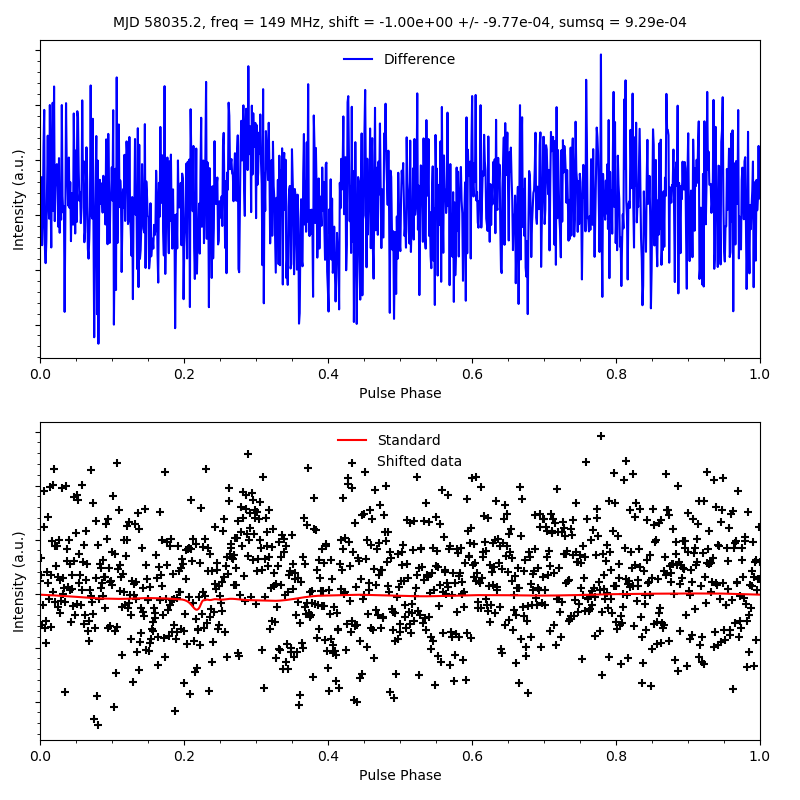 MJD 58035.2, freq = 149 MHz, shift = -1.00e+00 +/- -9.77e-04, sumsq = 9.29e-04
Difference
Intensity (a.u.)
0.0 0.2 0.4 0.6 0.8 1.0
Pulse Phase
Standard
Shifted data
Intensity (a.u.)
0.0 0.2 0.4 0.6 0.8 1.0
Pulse Phase